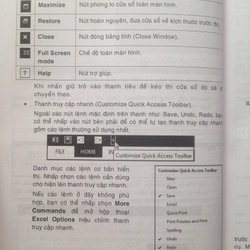 Maximize Nút phóng to cửa sổ toàn màn hình.
Restore Nút hoàn nguyên, đưa cửa sổ về kích thước trước đó.
Close Nút đóng bảng tính (Close Window).
Full Screen mode Chế độ toàn màn hình.
? Help Nút trợ giúp.
Khi nhấn giữ trỏ vào thanh tiêu đề kéo thì cửa sổ đó sẽ di
chuyển theo.
• Thanh truy cập nhanh (Customize Quick Access Toolbar).
Ngoài các nút lệnh mặc định trên thanh như: Save, Undo, Redo, bạn
có thể nhấp vào nút bên phải để có thể tự tạo thanh truy cập nhanh
gồm các lệnh thường sử dụng nhất.
FILE HOME
Customize Quick Access Toolbar
Danh mục các lệnh cơ bản hiển
thị. Nhấp chọn các lệnh cần dùng
cho hiện lên thanh truy cập nhanh.
Nếu các lệnh ở đây không phù
hợp, bạn có thể nhấp chọn More
Commands để mở hộp thoại
Excel Options hiệu chỉnh thanh
truy cập nhanh.
Customize Quick Access Toolbar
New
Open
Save
Email
Quick Print
Print Preview and Print
Spelling
Undo
Redo